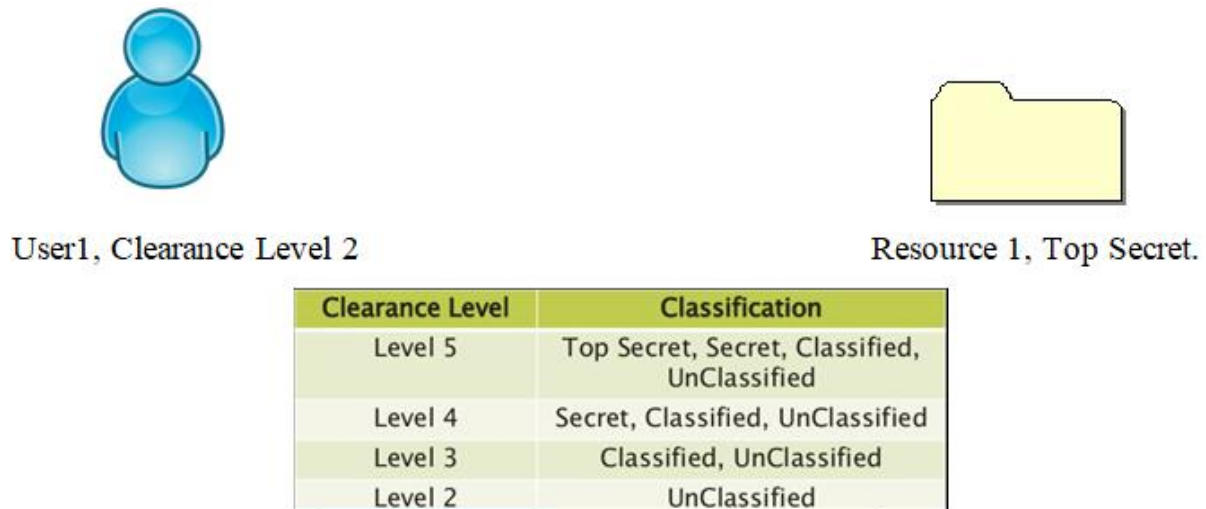 User1, Clearance Level 2
Resource 1, Top Secret.
Clearance Level Classification
Level 5 Top Secret, Secret, Classified,
UnClassified
Level 4 Secret, Classified, UnClassified
Level 3 Classified, UnClassified
Level 2 UnClassified